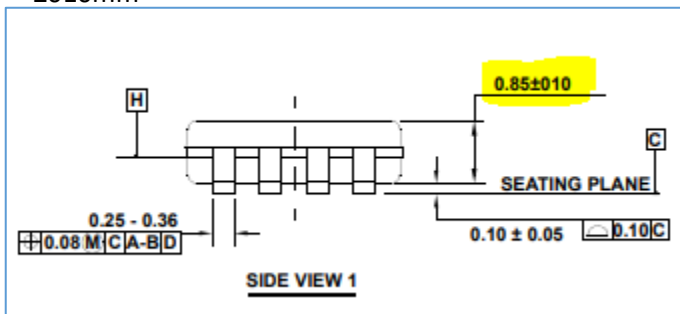 0.85±010
H
C
SEATING PLANE
0.25 - 0.36
0.08 M C A-B D
0.10 ± 0.05
0.10 C
SIDE VIEW 1